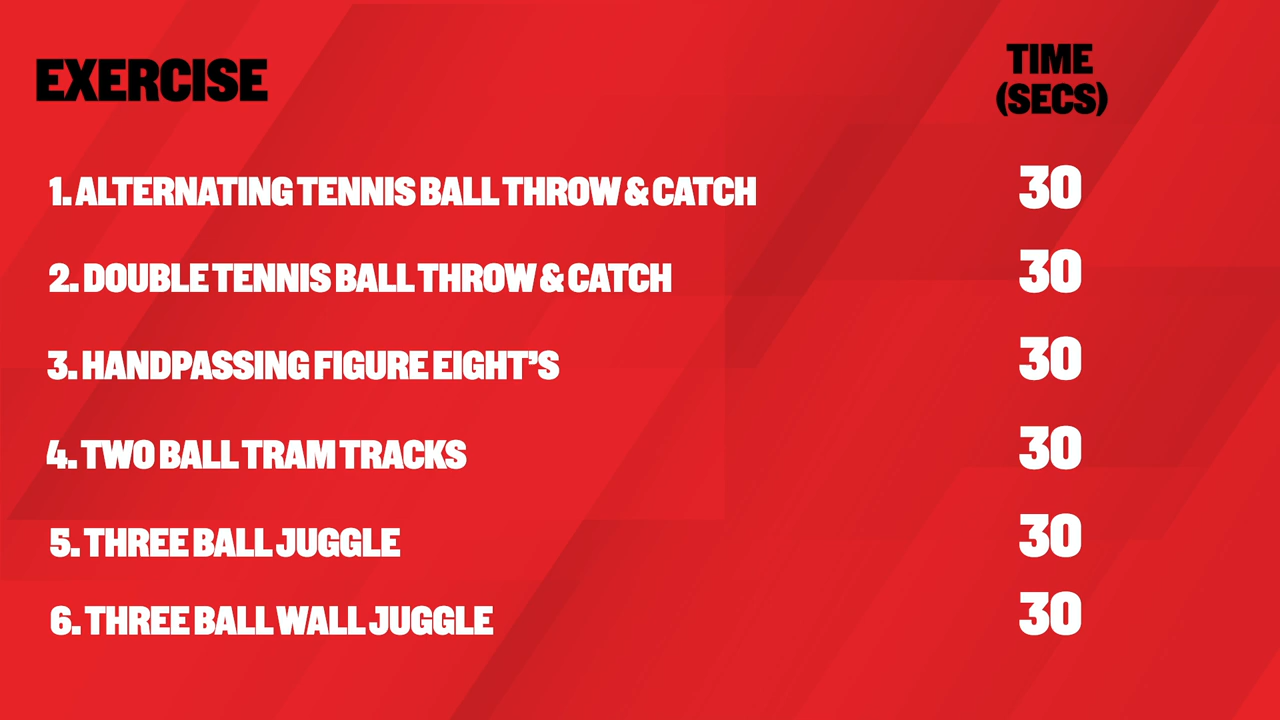 EXERCISE
TIME
(SECS)
1. ALTERNATING TENNIS BALL THROW & CATCH 30
2. DOUBLE TENNIS BALL THROW & CATCH 30
3. HANDPASSING FIGURE EIGHT’S 30
4. TWO BALL TRAM TRACKS 30
5. THREE BALL JUGGLE 30
6. THREE BALL WALL JUGGLE 30